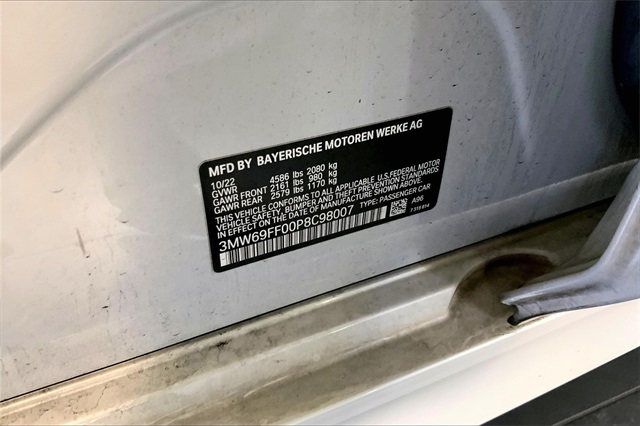 MFD BY BAYERISCHE MOTOREN WERKE AG
10/22
GVWR 4586 lbs 2080 kg
GAWR FRONT 2161 lbs 980 kg
GAWR REAR 2579 lbs 1170 kg
THIS VEHICLE CONFORMS TO ALL APPLICABLE U.S. FEDERAL MOTOR
VEHICLE SAFETY, BUMPER AND THEFT PREVENTION STANDARDS
IN EFFECT ON THE DATE OF MANUFACTURE SHOWN ABOVE.
3MW69FF00P8C98007 TYPE: PASSENGER CAR
A96